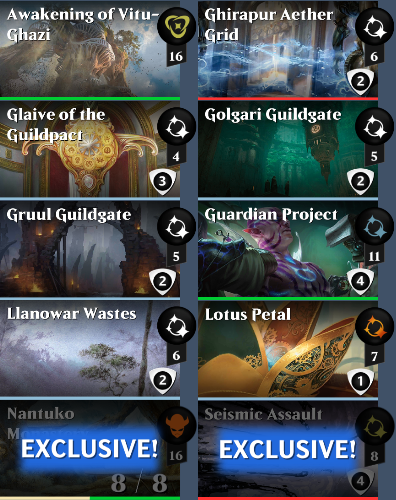 Awakening of Vitu-
Ghazi
16
Ghirapur Aether
Grid
6
2
Glaive of the
Guildpact
4
3
Golgari Guildgate
5
2
Gruul Guildgate
5
2
Guardian Project
11
4
Llanowar Wastes
6
2
Lotus Petal
7
1
Nantuko
16
EXCLUSIVE!
8 / 8
Seismic Assault
8
EXCLUSIVE!
4